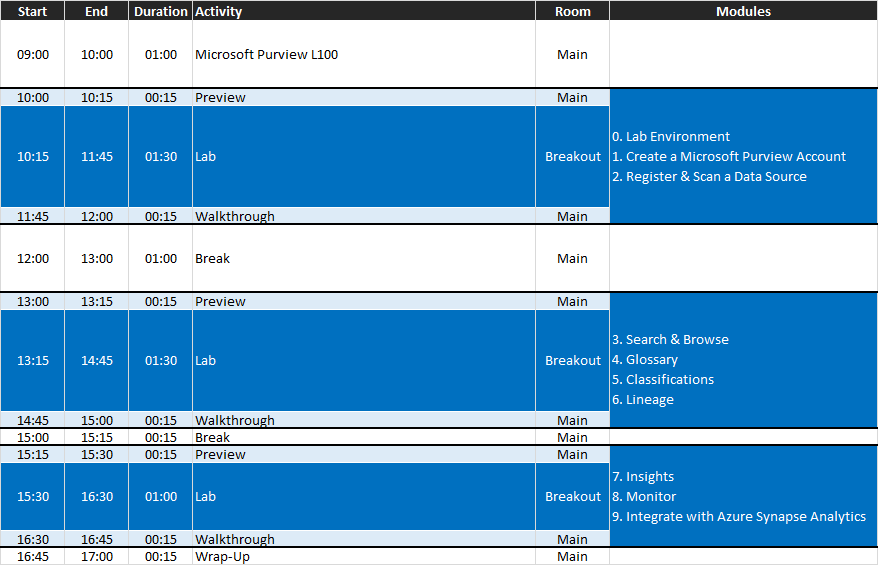 Start End Duration Activity Room Modules
09:00 10:00 01:00 Microsoft Purview L100 Main
10:00 10:15 00:15 Preview Main
10:15 11:45 01:30 Lab Breakout
0. Lab Environment
1. Create a Microsoft Purview Account
2. Register & Scan a Data Source
11:45 12:00 00:15 Walkthrough Main
12:00 13:00 01:00 Break Main
13:00 13:15 00:15 Preview Main
13:15 14:45 01:30 Lab Breakout
3. Search & Browse
4. Glossary
5. Classifications
6. Lineage
14:45 15:00 00:15 Walkthrough Main
15:00 15:15 00:15 Break Main
15:15 15:30 00:15 Preview Main
15:30 16:30 01:00 Lab Breakout
7. Insights
8. Monitor
9. Integrate with Azure Synapse Analytics
16:30 16:45 00:15 Walkthrough Main
16:45 17:00 00:15 Wrap-Up Main